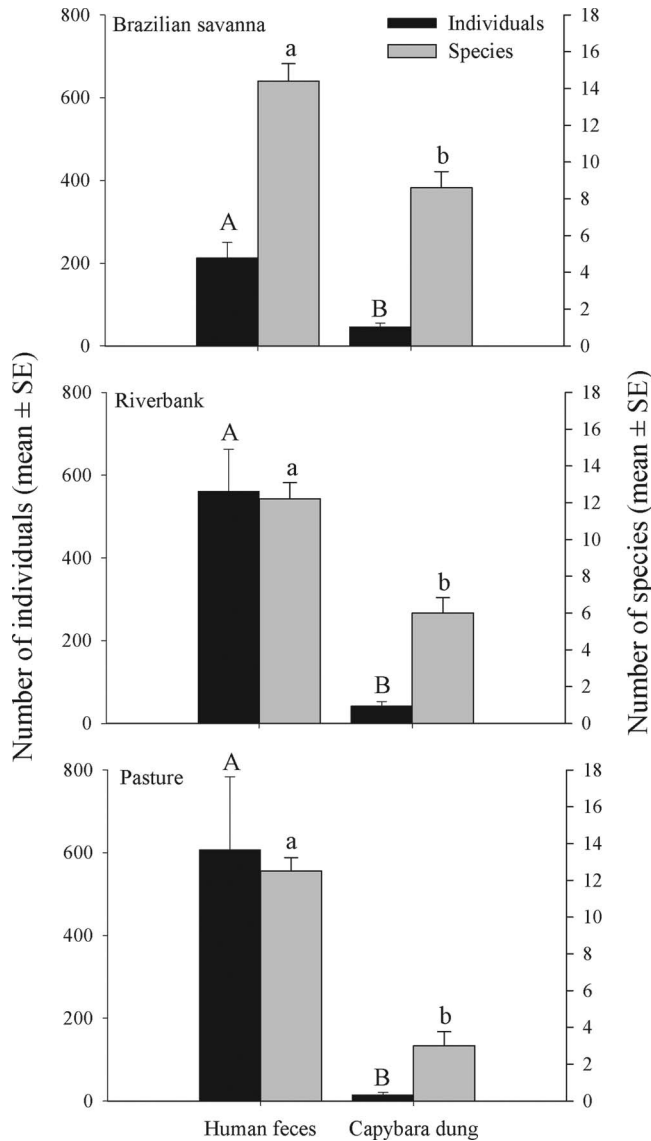 Brazilian savanna
Individuals
Species
800
600
400
200
0
A
a
B
b
18
16
14
12
10
8
6
4
2
0
Riverbank
800
600
400
200
0
A
a
B
b
18
16
14
12
10
8
6
4
2
0
Pasture
800
600
400
200
0
A
a
B
b
18
16
14
12
10
8
6
4
2
0
Human feces
Capybara dung
Number of individuals (mean ± SE)
Number of species (mean ± SE)